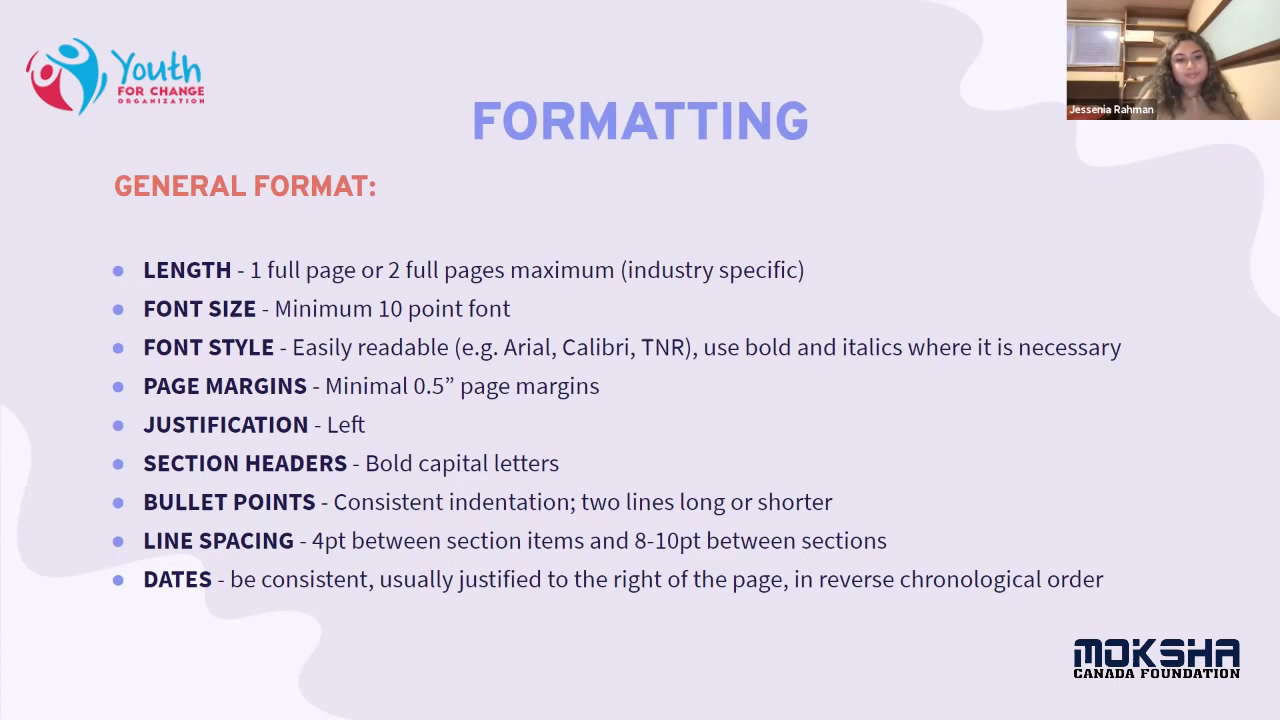 Youth
FOR CHANGE
ORGANIZATION
Jessenia Rahman
FORMATTING
GENERAL FORMAT:
● LENGTH - 1 full page or 2 full pages maximum (industry specific)
● FONT SIZE - Minimum 10 point font
● FONT STYLE - Easily readable (e.g. Arial, Calibri, TNR), use bold and italics where it is necessary
● PAGE MARGINS - Minimal 0.5” page margins
● JUSTIFICATION - Left
● SECTION HEADERS - Bold capital letters
● BULLET POINTS - Consistent indentation; two lines long or shorter
● LINE SPACING - 4pt between section items and 8-10pt between sections
● DATES - be consistent, usually justified to the right of the page, in reverse chronological order
MOKSHA
CANADA FOUNDATION